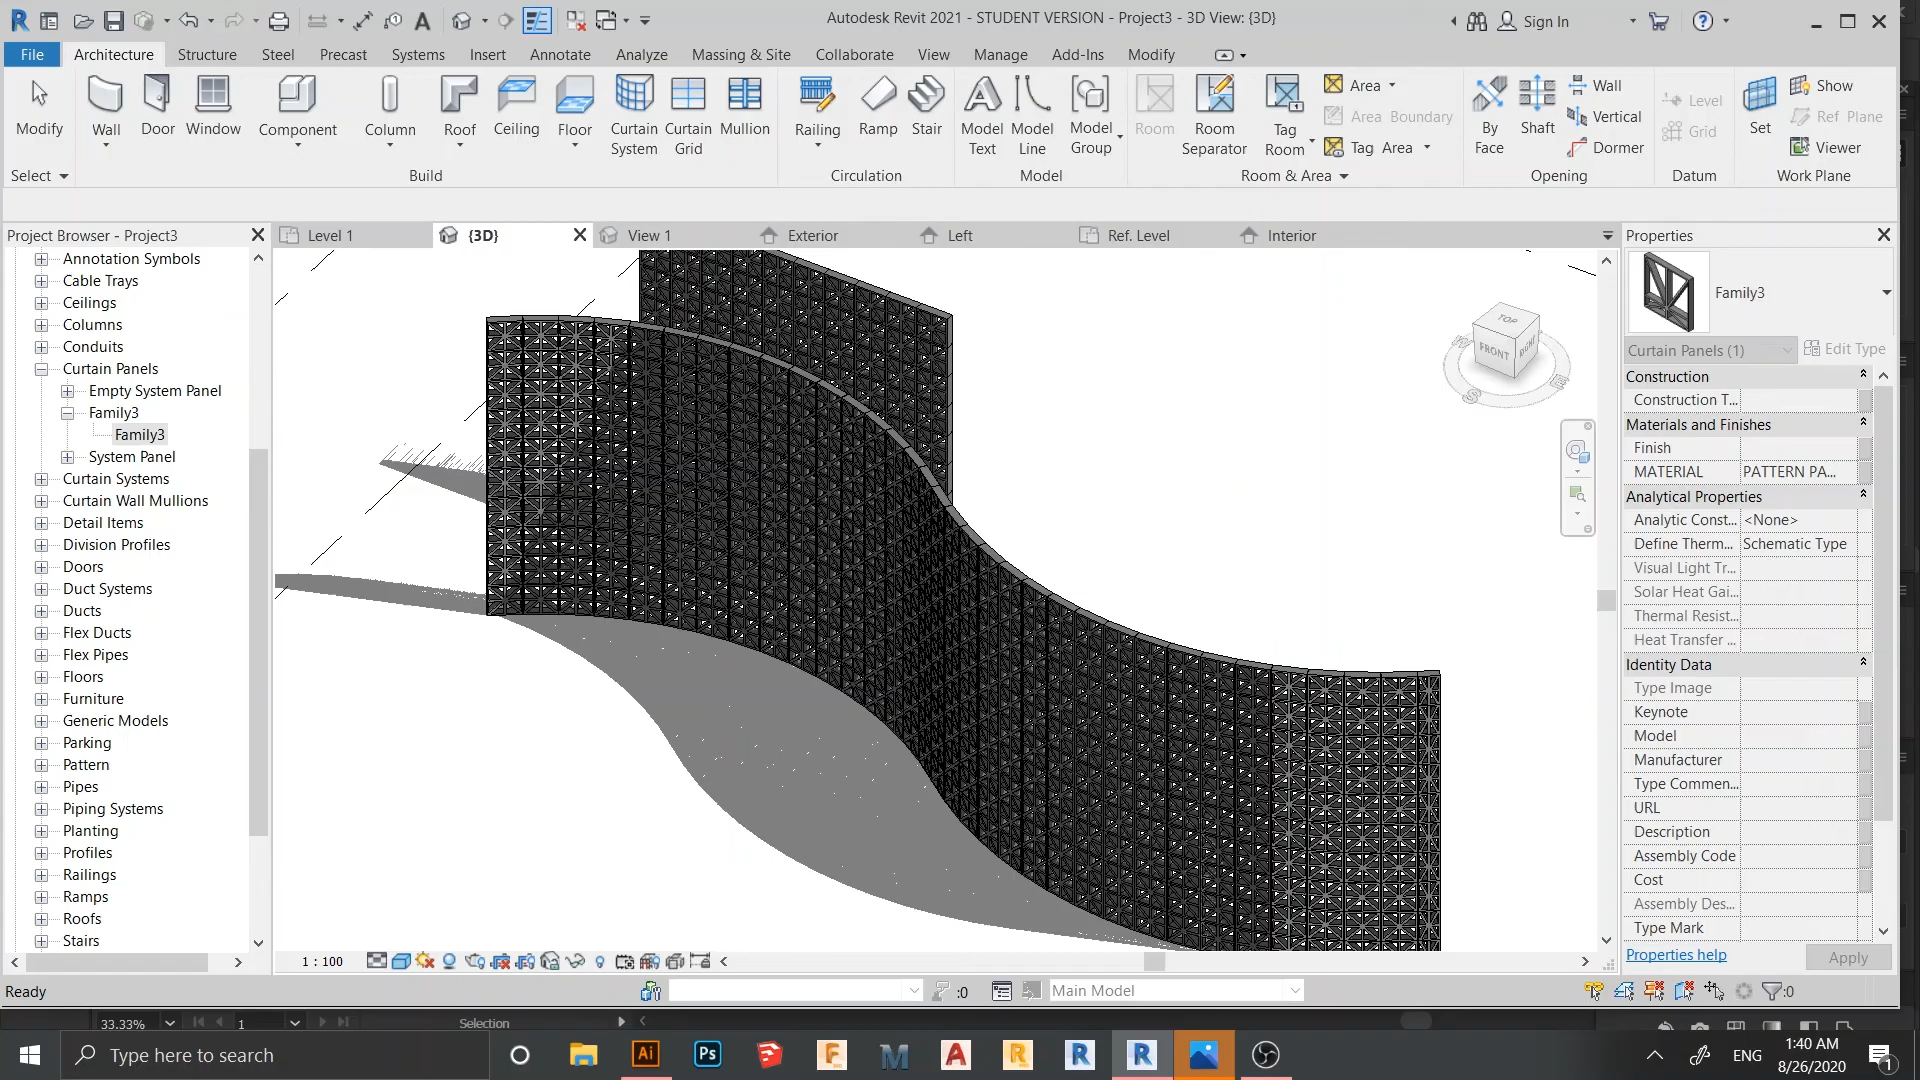 Autodesk Revit 2021 - STUDENT VERSION - Project3 - 3D View: {3D}
Sign In
File Architecture Structure Steel Precast Systems Insert Annotate Analyze Massing & Site Collaborate View Manage Add-Ins Modify
Modify Wall Door Window Component Column Roof Ceiling Floor Curtain System Curtain Grid Mullion Railing Ramp Stair Model Text Model Line Model Group Room Room Separator Tag Room
Area
Area Boundary
Tag Area
By Face Shaft
Wall
Vertical
Dormer
Level
Grid
Set
Show
Ref Plane
Viewer
Select Build Circulation Model Room & Area Opening Datum Work Plane
Project Browser - Project3
Annotation Symbols
Cable Trays
Ceilings
Columns
Conduits
Curtain Panels
Empty System Panel
Family3
Family3
System Panel
Curtain Systems
Curtain Wall Mullions
Detail Items
Division Profiles
Doors
Duct Systems
Ducts
Flex Ducts
Flex Pipes
Floors
Furniture
Generic Models
Parking
Pattern
Pipes
Piping Systems
Planting
Profiles
Railings
Ramps
Roofs
Stairs
Level 1 {3D} View 1 Exterior Left Ref. Level Interior
TOP
FRONT
RIGHT
W
S
E
1 : 100
Properties
Family3
Curtain Panels (1) Edit Type
Construction
Construction T...
Materials and Finishes
Finish
MATERIAL PATTERN PA...
Analytical Properties
Analytic Const... <None>
Define Therm... Schematic Type
Visual Light Tr...
Solar Heat Gai...
Thermal Resist...
Heat Transfer ...
Identity Data
Type Image
Keynote
Model
Manufacturer
Type Commen...
URL
Description
Assembly Code
Cost
Assembly Des...
Type Mark
Properties help Apply
Ready :0 Main Model :0
33.33% 1 Selection
Type here to search
Ai
Ps
F
M
A
R
R
R
ENG
1:40 AM
8/26/2020
1